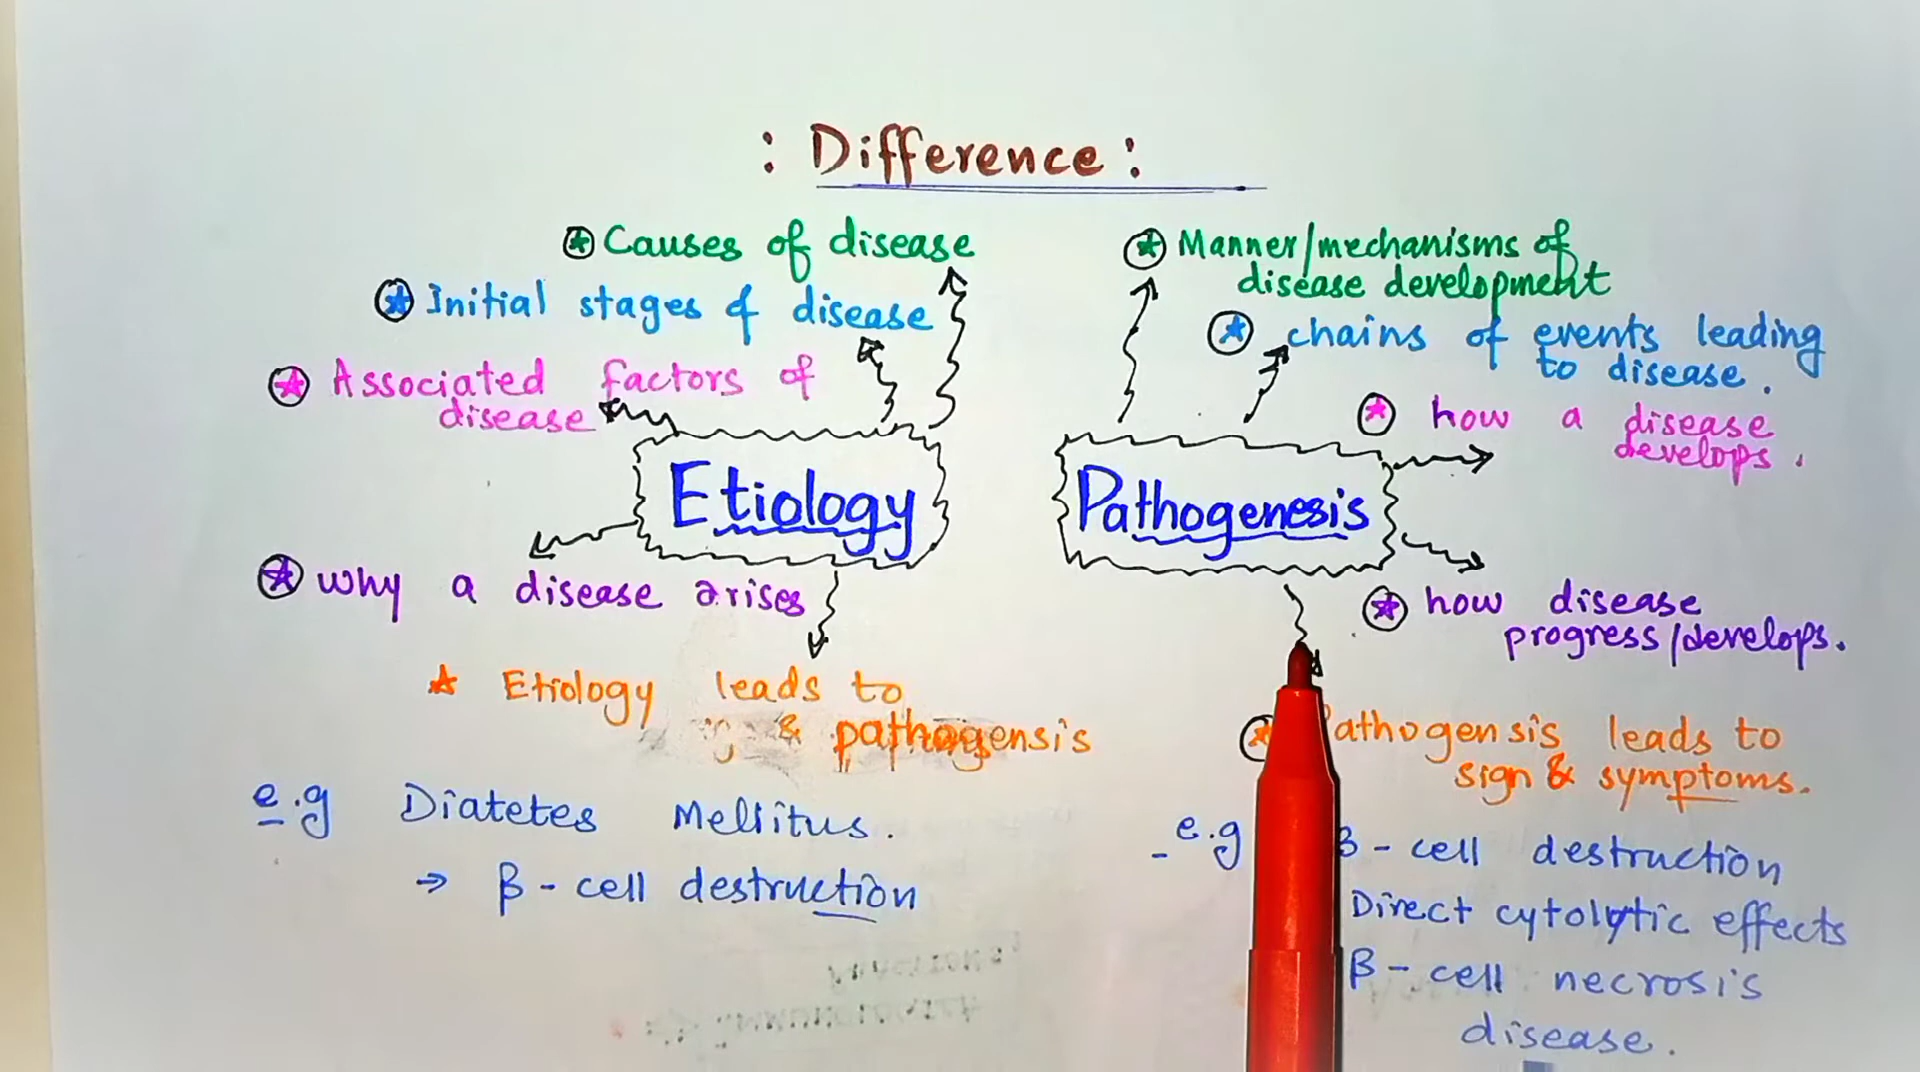 : Difference :
Causes of disease
Initial stages of disease
Associated factors of
disease
Etiology
why a disease arises
Etiology leads to
& pathogensis
e.g Diatetes Mellitus.
→ β - cell destruction
Manner/mechanisms of
disease development
chains of events leading
to disease.
how a disease
develops.
Pathogenesis
how disease
progress/develops.
athogensis leads to
sign & symptoms.
e.g β - cell destruction
Direct cytolytic effects
β - cell necrosis
disease.